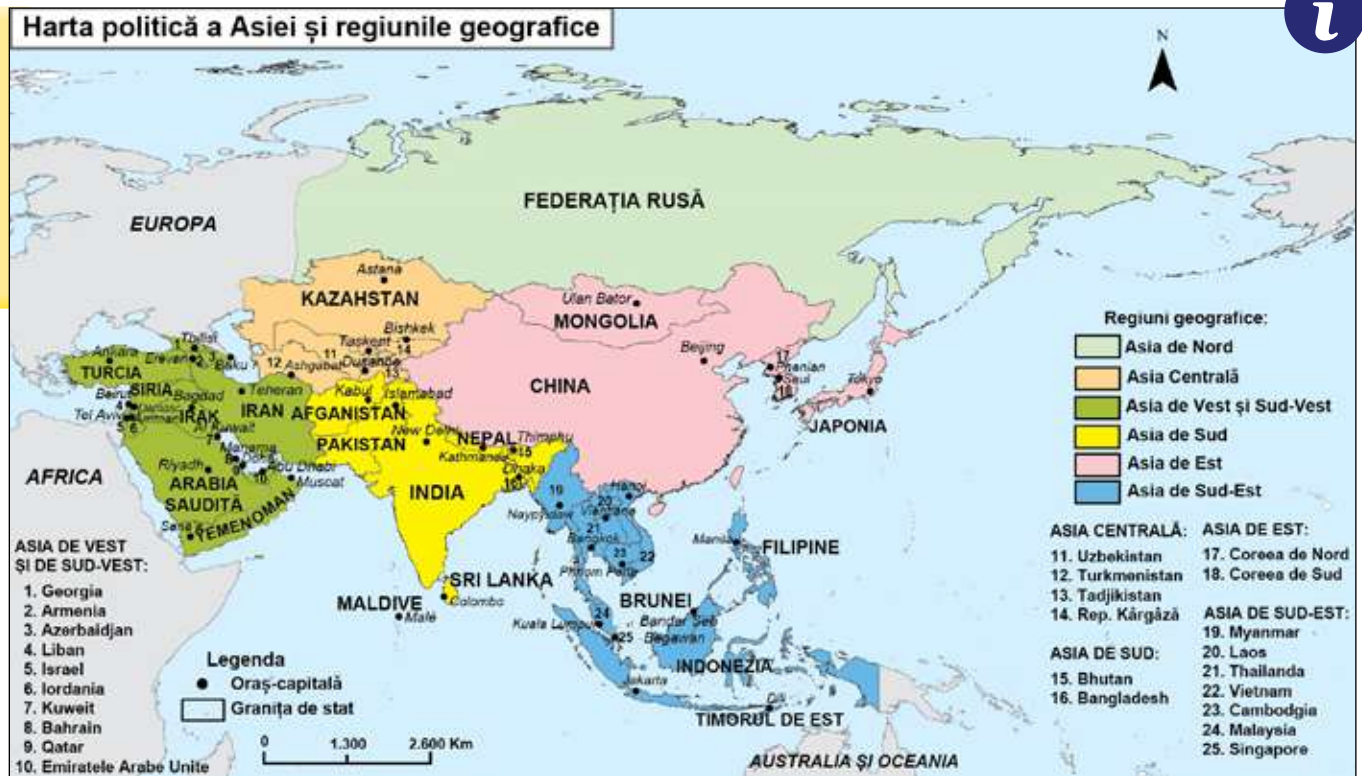 Harta politică a Asiei și regiunile geografice
i
N
EUROPA
FEDERAȚIA RUSĂ
Astana
KAZAHSTAN
Ulan Bator
MONGOLIA
Bishkek
Tbilisi
Erevan
Baku
Ankara
TURCIA
Așgabat
Tașkent
Dușanbe
Beijing
Phenian
Seul
Tokyo
JAPONIA
CHINA
SIRIA
Beirut
Bagdad
Teheran
IRAK
IRAN
Kabul
Islamabad
AFGANISTAN
Tel Aviv
Al Kuwait
PAKISTAN
New Delhi
NEPAL
Thimphu
Kathmandu
Manama
Doha
Abu Dhabi
Muscat
Riyadh
ARABIA
SAUDITĂ
AFRICA
YEMEN
OMAN
Sana'a
INDIA
Dhaka
Hanoi
Naypyidaw
Vientiane
Bangkok
Phnom Penh
Manila
FILIPINE
SRI LANKA
Colombo
MALDIVE
Male
BRUNEI
Bandar Seri
Begawan
Kuala Lumpur
INDONEZIA
Jakarta
Dili
TIMORUL DE EST
AUSTRALIA ȘI OCEANIA
Regiuni geografice:
Asia de Nord
Asia Centrală
Asia de Vest și Sud-Vest
Asia de Sud
Asia de Est
Asia de Sud-Est
ASIA DE VEST
ȘI DE SUD-VEST:
1. Georgia
2. Armenia
3. Azerbaidjan
4. Liban
5. Israel
6. Iordania
7. Kuweit
8. Bahrain
9. Qatar
10. Emiratele Arabe Unite
Legenda
Oraș-capitală
Granița de stat
0 1.300 2.600 Km
ASIA CENTRALĂ:
11. Uzbekistan
12. Turkmenistan
13. Tadjikistan
14. Rep. Kârgâză
ASIA DE SUD:
15. Bhutan
16. Bangladesh
ASIA DE EST:
17. Coreea de Nord
18. Coreea de Sud
ASIA DE SUD-EST:
19. Myanmar
20. Laos
21. Thailanda
22. Vietnam
23. Cambodgia
24. Malaysia
25. Singapore